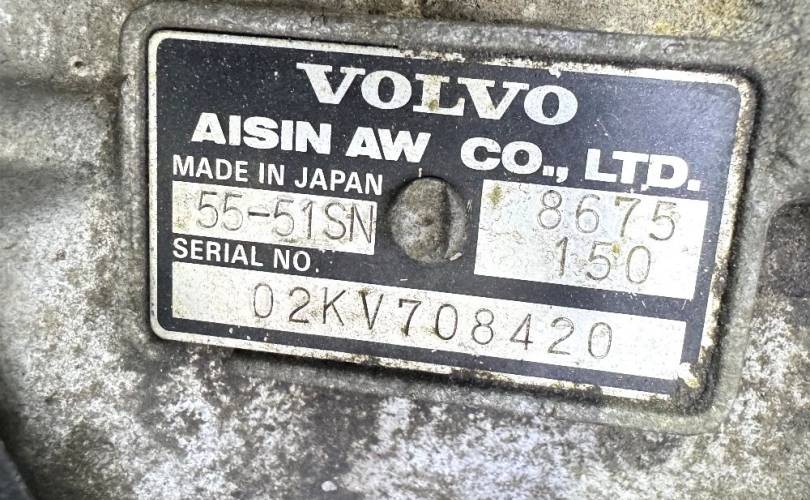 VOLVO
AISIN AW CO., LTD.
MADE IN JAPAN
55-51SN
8675
150
SERIAL NO.
02KV708420